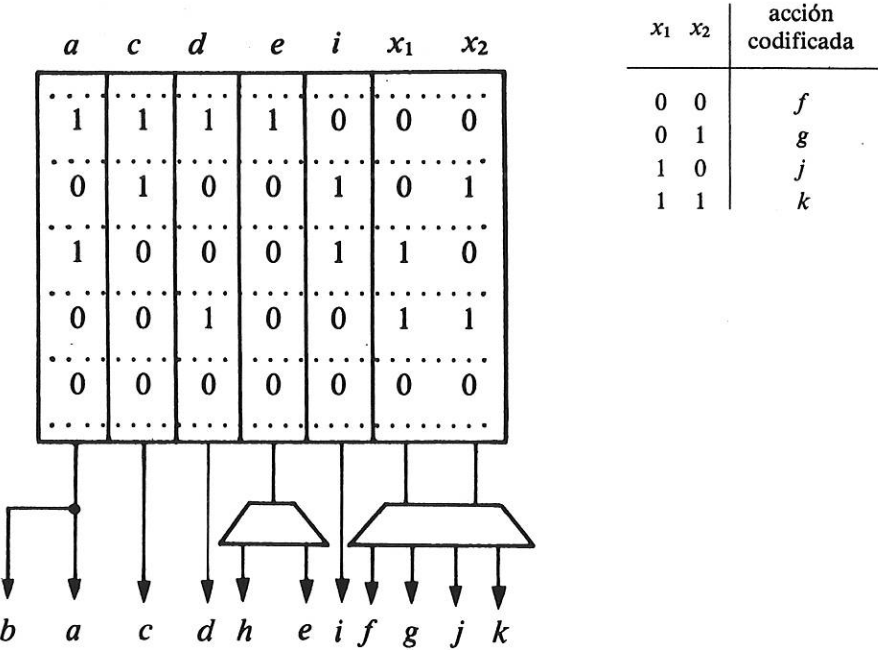 a c d e i x₁ x₂
1 1 1 1 0 0 0
0 1 0 0 1 0 1
1 0 0 0 1 1 0
0 0 1 0 0 1 1
0 0 0 0 0 0 0
b a c d h e i f g j k
x₁ x₂ acción codificada
0 0 f
0 1 g
1 0 j
1 1 k